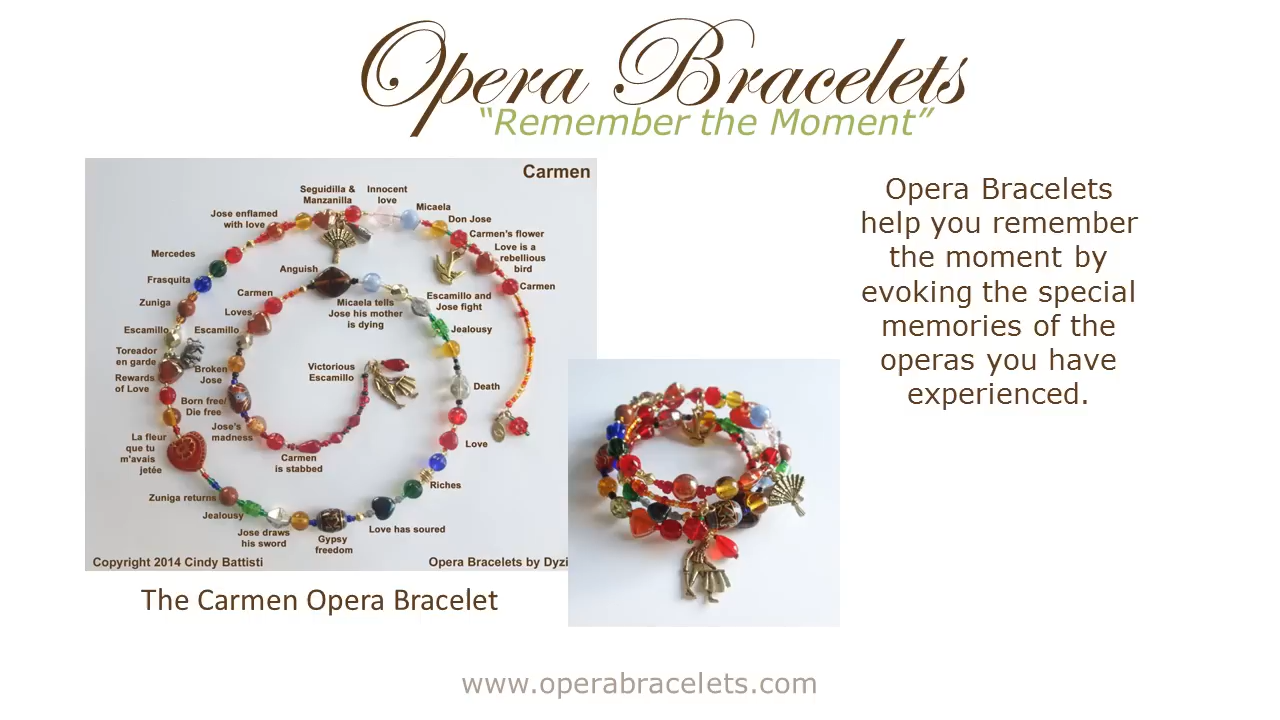 Opera Bracelets
“Remember the Moment”
Carmen
Seguidilla &
Manzanilla
Innocent
love
Micaela
Jose enflamed
with love
Don Jose
Carmen's flower
Love is a
rebellious
bird
Mercedes
Anguish
Frasquita
Carmen
Carmen
Zuniga
Micaela tells
Jose his mother
is dying
Escamillo and
Jose fight
Loves
Escamillo
Escamillo
Jealousy
Toreador
en garde
Broken
Jose
Victorious
Escamillo
Rewards
of Love
Death
Born free/
Die free
Jose's
madness
La fleur
que tu
m'avais
jetée
Love
Carmen
is stabbed
Riches
Zuniga returns
Jealousy
Jose draws
his sword
Gypsy
freedom
Love has soured
Copyright 2014 Cindy Battisti
Opera Bracelets by Dyzi
The Carmen Opera Bracelet
Opera Bracelets
help you remember
the moment by
evoking the special
memories of the
operas you have
experienced.
www.operabracelets.com